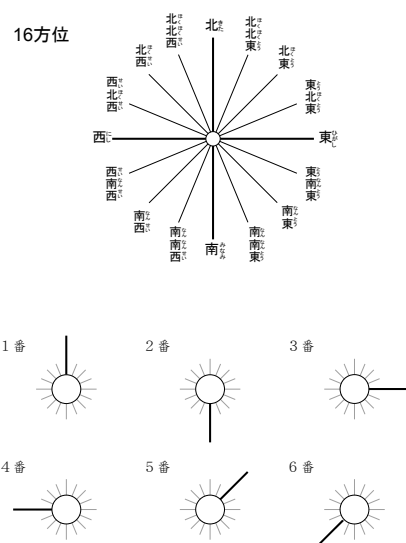 16方位
北
北北西
北北東
北西
北東
西北西
東北東
西
東
西南西
東南東
南西
南東
南南西
南南東
南
1番
2番
3番
4番
5番
6番